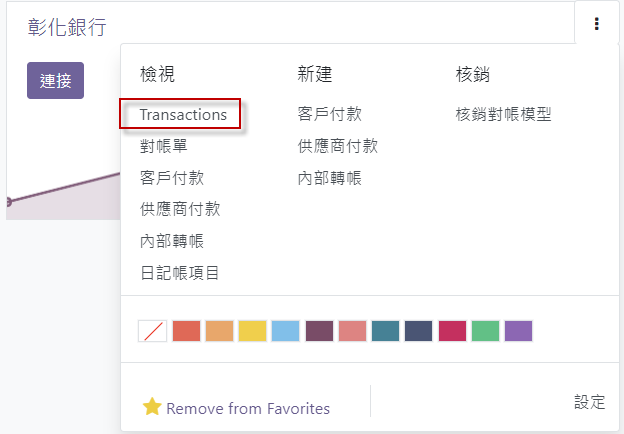 彰化銀行
連接
檢視
Transactions
對帳單
客戶付款
供應商付款
內部轉帳
日記帳項目
新建
客戶付款
供應商付款
內部轉帳
核銷
核銷對帳模型
Remove from Favorites
設定